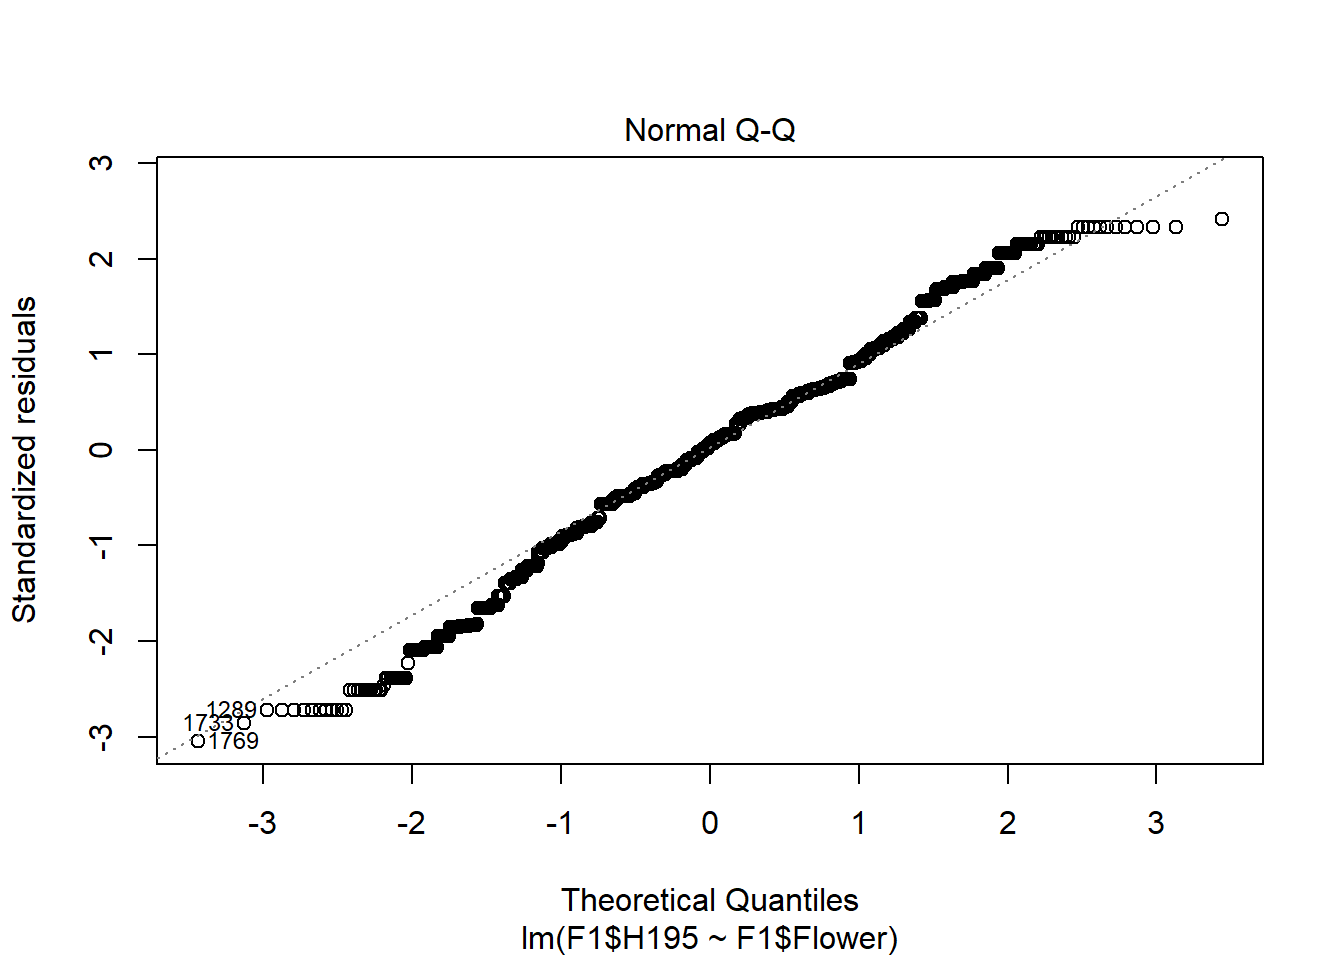 Normal Q-Q
Standardized residuals
3
2
1
0
-1
-2
-3
1289
1733
1769
-3 -2 -1 0 1 2 3
Theoretical Quantiles
lm(F1$H195 ~ F1$Flower)